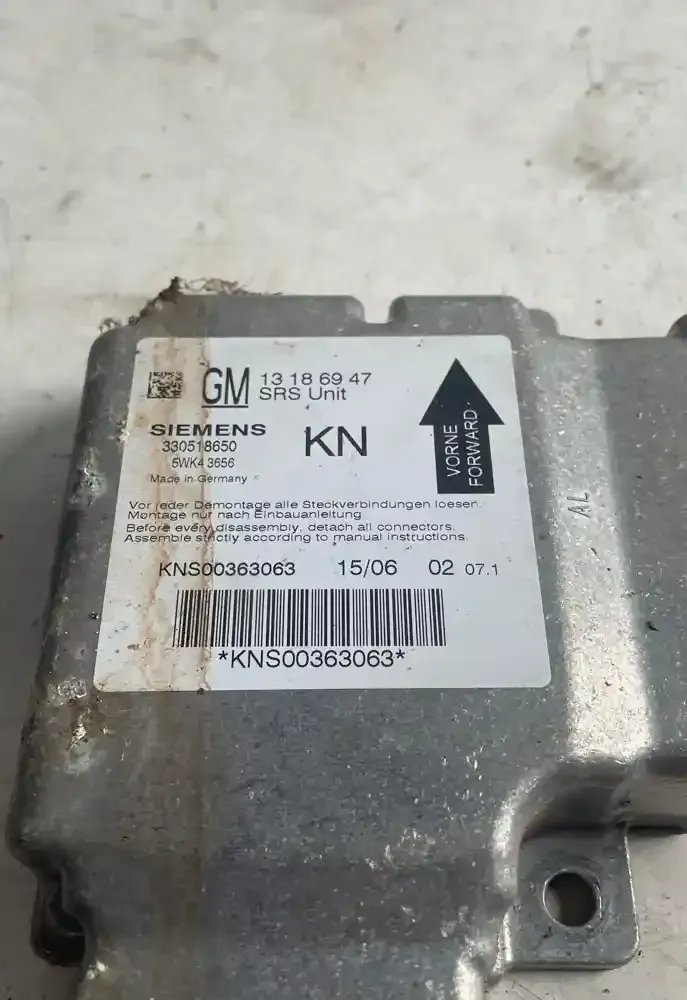 GM 13 18 69 47
SRS Unit
SIEMENS
330518650
5WK4 3656
Made in Germany
KN
VORNE
FORWARD
Vor jeder Demontage alle Steckverbindungen loesen.
Montage nur nach Einbauanleitung
Before every disassembly, detach all connectors.
Assemble strictly according to manual instructions.
KNS00363063 15/06 02 07.1
*KNS00363063*
AL